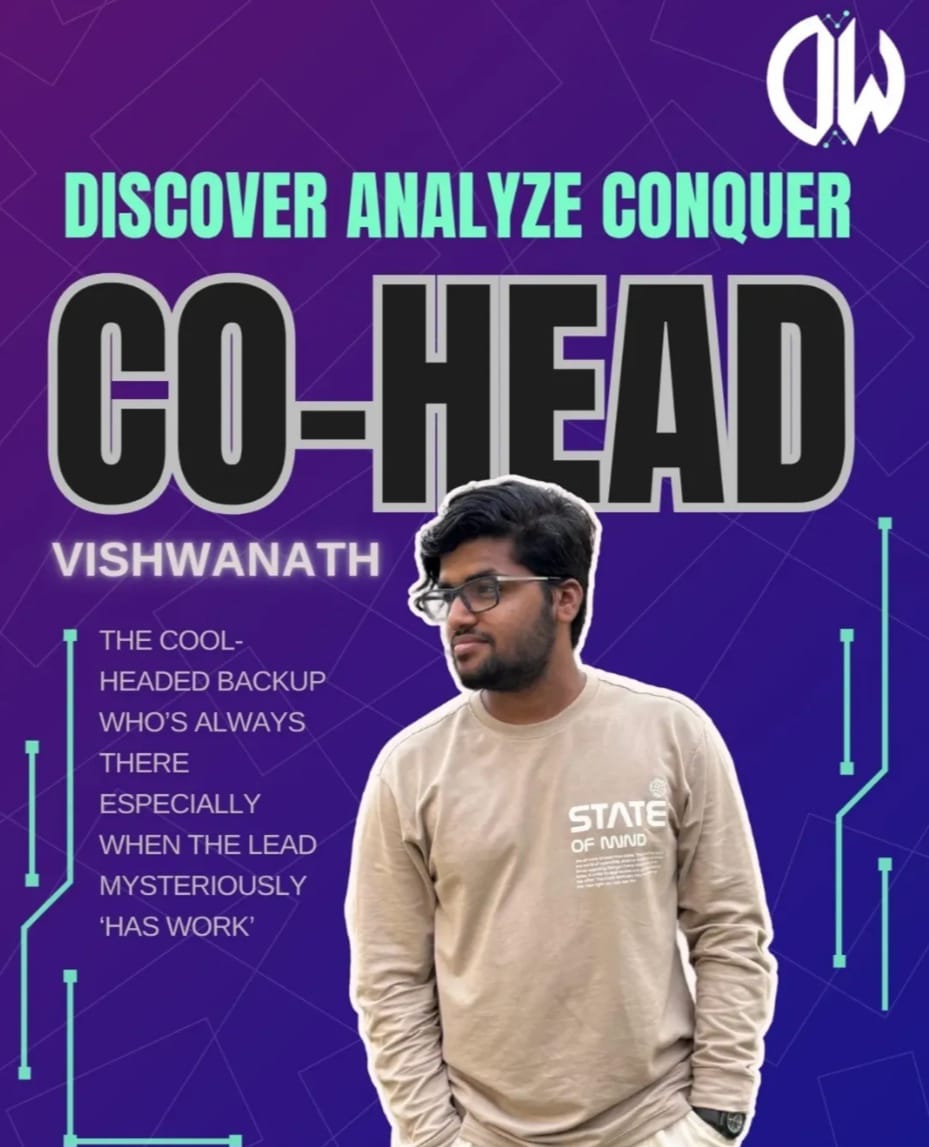 DW
DISCOVER ANALYZE CONQUER
CO-HEAD
VISHWANATH
THE COOL-
HEADED BACKUP
WHO'S ALWAYS
THERE
ESPECIALLY
WHEN THE LEAD
MYSTERIOUSLY
‘HAS WORK’
STATE
OF MIND